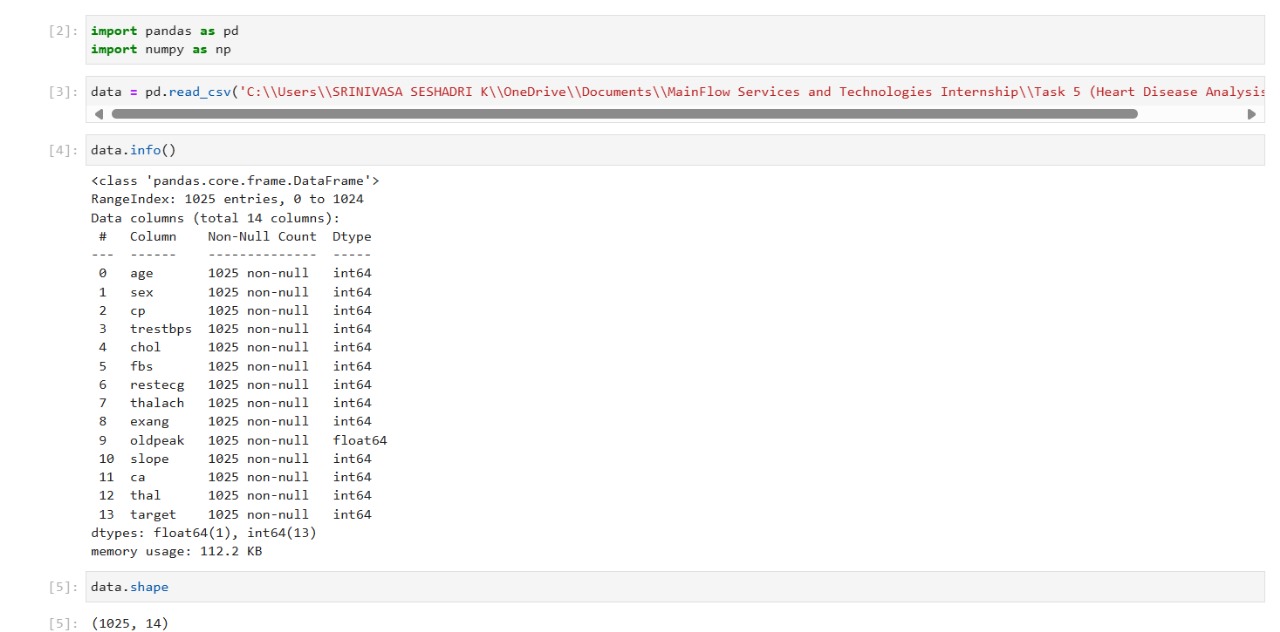 [2]: import pandas as pd
import numpy as np
[3]: data = pd.read_csv('C:\\Users\\SRINIVASA SESHADRI K\\OneDrive\\Documents\\MainFlow Services and Technologies Internship\\Task 5 (Heart Disease Analysis
[4]: data.info()
<class 'pandas.core.frame.DataFrame'>
RangeIndex: 1025 entries, 0 to 1024
Data columns (total 14 columns):
 #   Column    Non-Null Count  Dtype
---  ------    --------------  -----
 0   age       1025 non-null   int64
 1   sex       1025 non-null   int64
 2   cp        1025 non-null   int64
 3   trestbps  1025 non-null   int64
 4   chol      1025 non-null   int64
 5   fbs       1025 non-null   int64
 6   restecg   1025 non-null   int64
 7   thalach   1025 non-null   int64
 8   exang     1025 non-null   int64
 9   oldpeak   1025 non-null   float64
 10  slope     1025 non-null   int64
 11  ca        1025 non-null   int64
 12  thal      1025 non-null   int64
 13  target    1025 non-null   int64
dtypes: float64(1), int64(13)
memory usage: 112.2 KB
[5]: data.shape
[5]: (1025, 14)